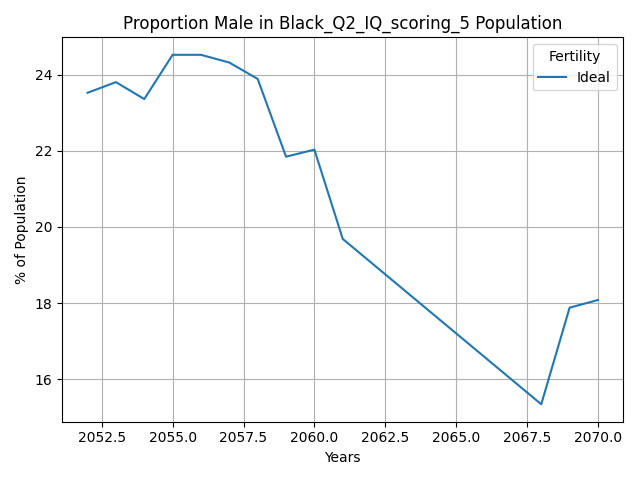 Proportion Male in Black_Q2_IQ_scoring_5 Population
Fertility
Ideal
% of Population
24
22
20
18
16
2052.5 2055.0 2057.5 2060.0 2062.5 2065.0 2067.5 2070.0
Years